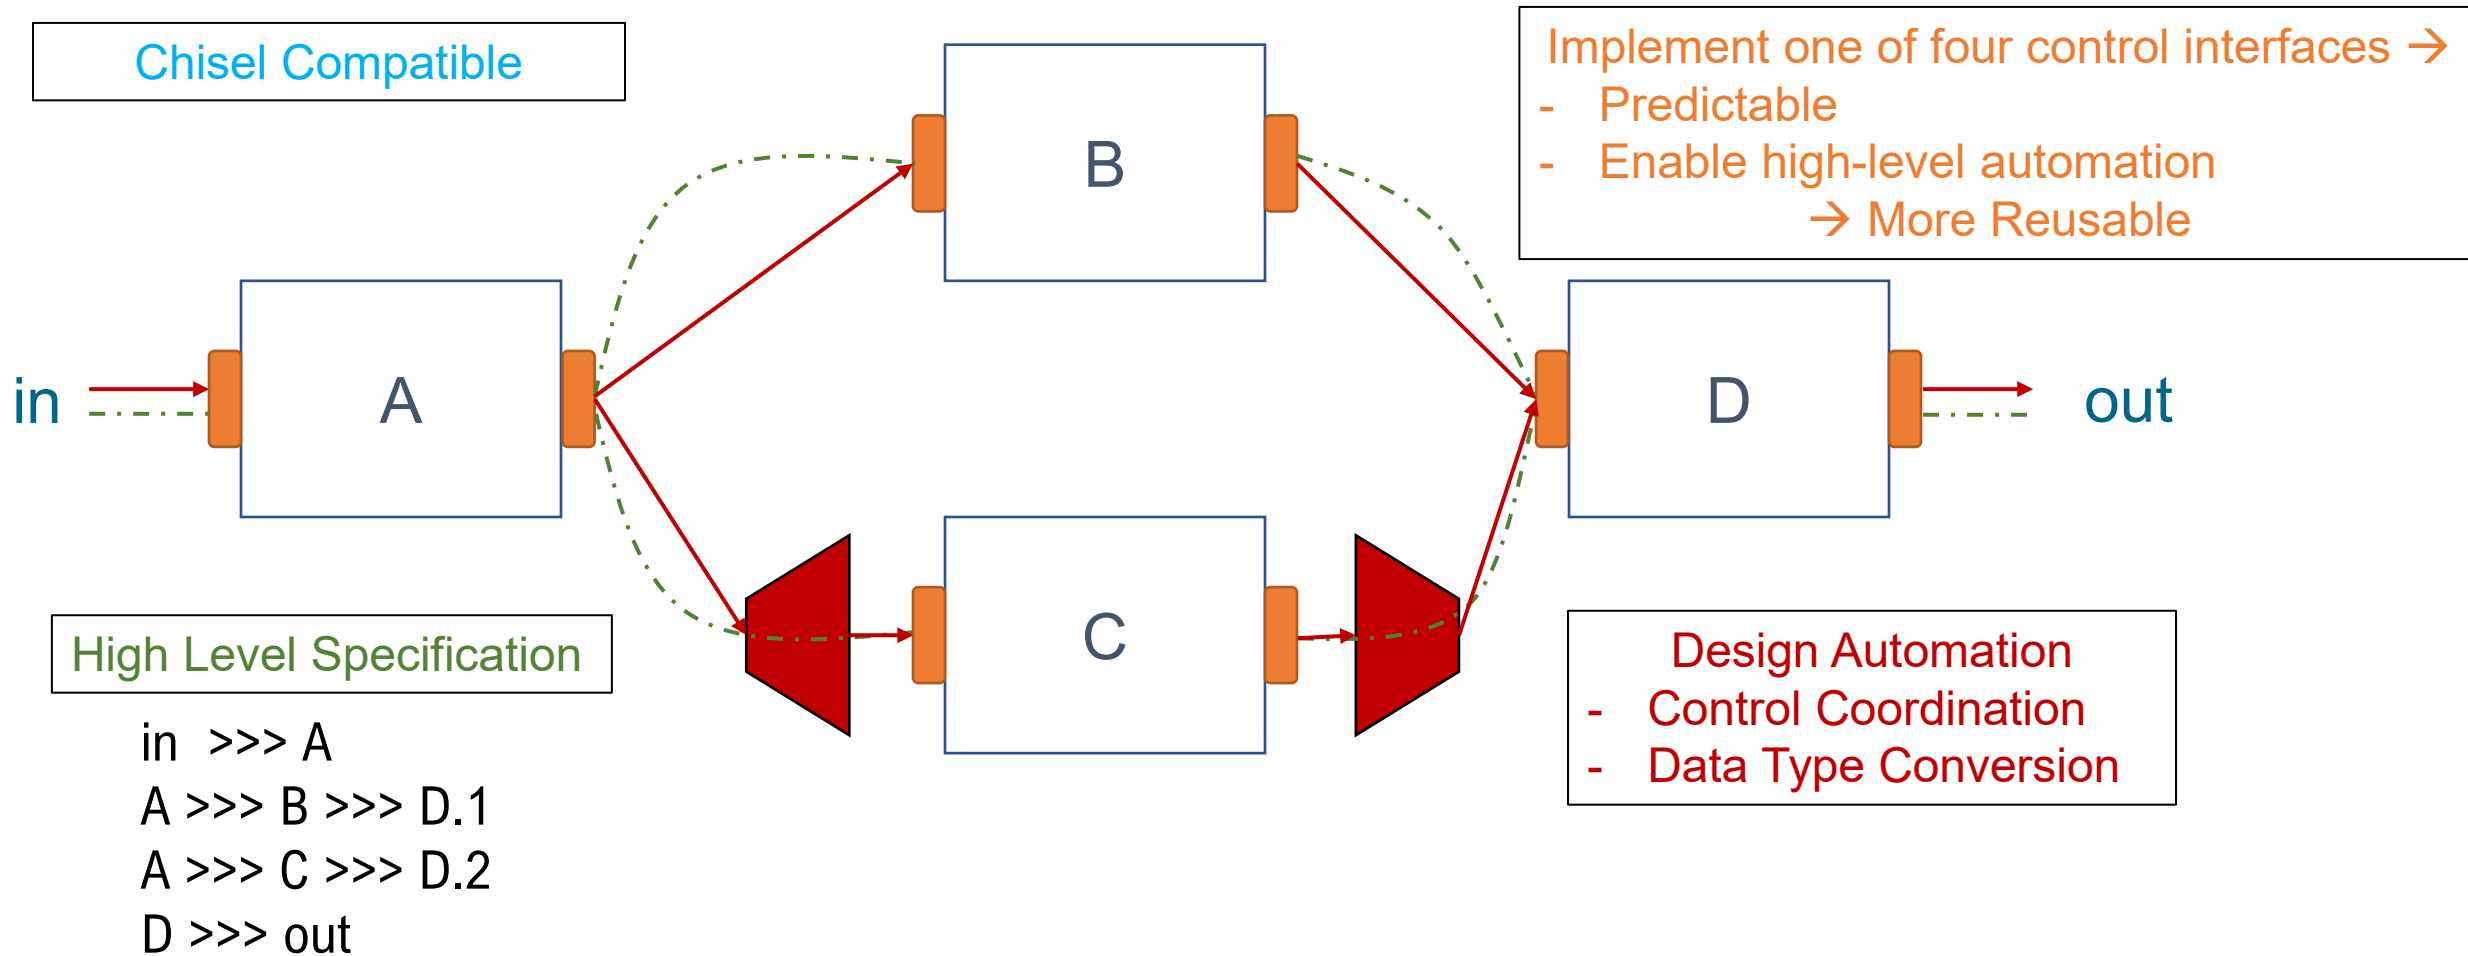 Chisel Compatible
Implement one of four control interfaces →
- Predictable
- Enable high-level automation
→ More Reusable
B
in
A
D
out
C
High Level Specification
in >>> A
A >>> B >>> D.1
A >>> C >>> D.2
D >>> out
Design Automation
- Control Coordination
- Data Type Conversion